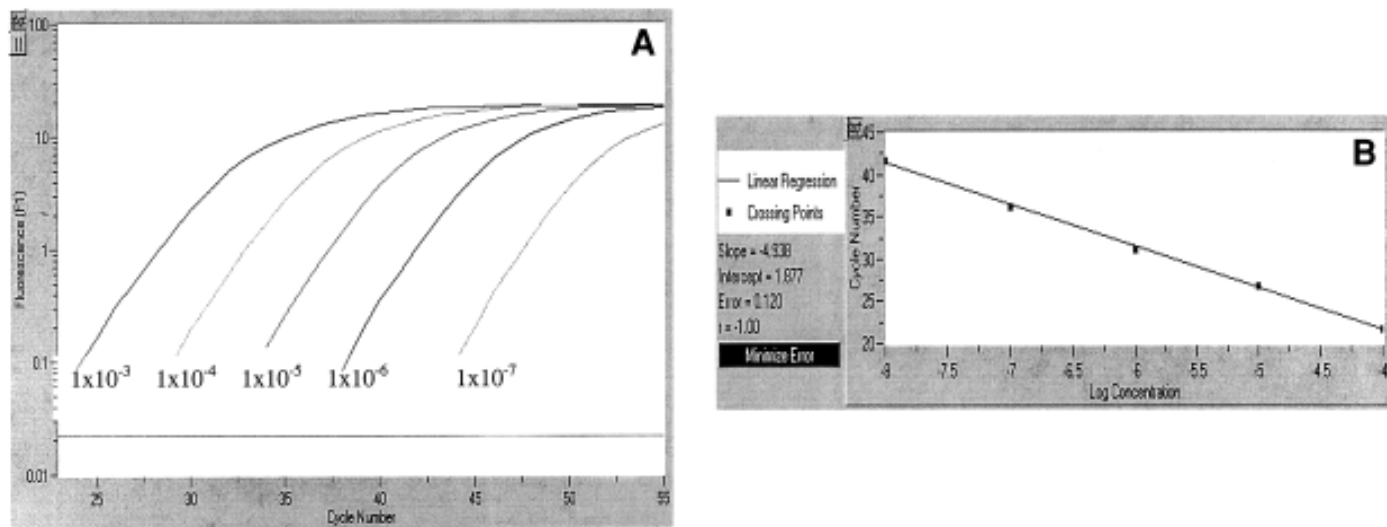 A
100
10
1
0.1
0.01
Fluorescence (F1)
1x10-3 1x10-4 1x10-5 1x10-6 1x10-7
25 30 35 40 45 50 55
Cycle Number
B
Linear Regression
Crossing Points
Slope = -4.938
Intercept = 1.877
Error = 0.120
r = -1.00
Minimize Error
45
40
35
30
25
20
Cycle Number
-8 -7.5 -7 -6.5 -6 -5.5 -5 -4.5 -4
Log Concentration